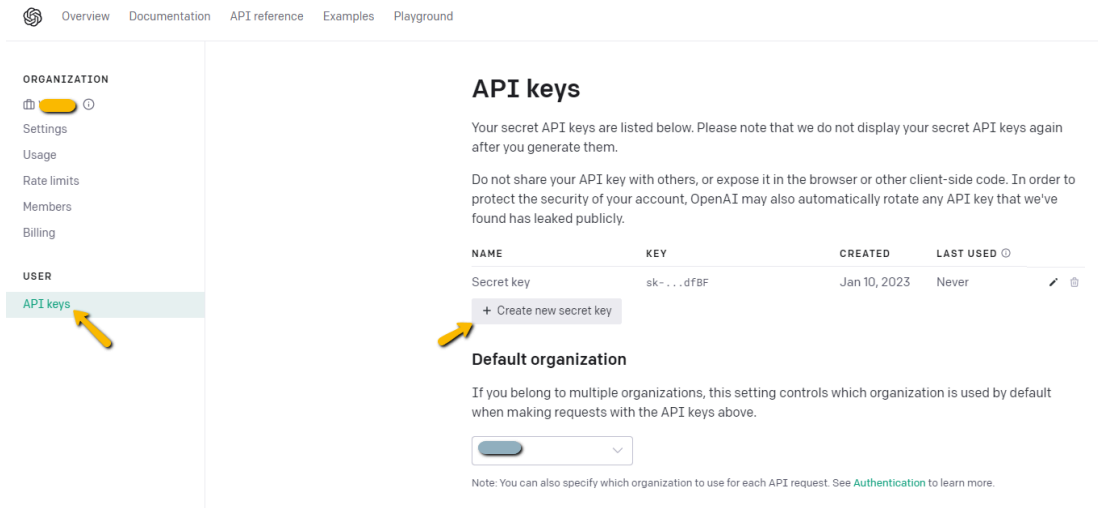 Overview Documentation API reference Examples Playground
ORGANIZATION
Settings
Usage
Rate limits
Members
Billing
USER
API keys
API keys
Your secret API keys are listed below. Please note that we do not display your secret API keys again
after you generate them.
Do not share your API key with others, or expose it in the browser or other client-side code. In order to
protect the security of your account, OpenAI may also automatically rotate any API key that we've
found has leaked publicly.
NAME KEY CREATED LAST USED
Secret key sk-...dfBF Jan 10, 2023 Never
+ Create new secret key
Default organization
If you belong to multiple organizations, this setting controls which organization is used by default
when making requests with the API keys above.
Note: You can also specify which organization to use for each API request. See Authentication to learn more.